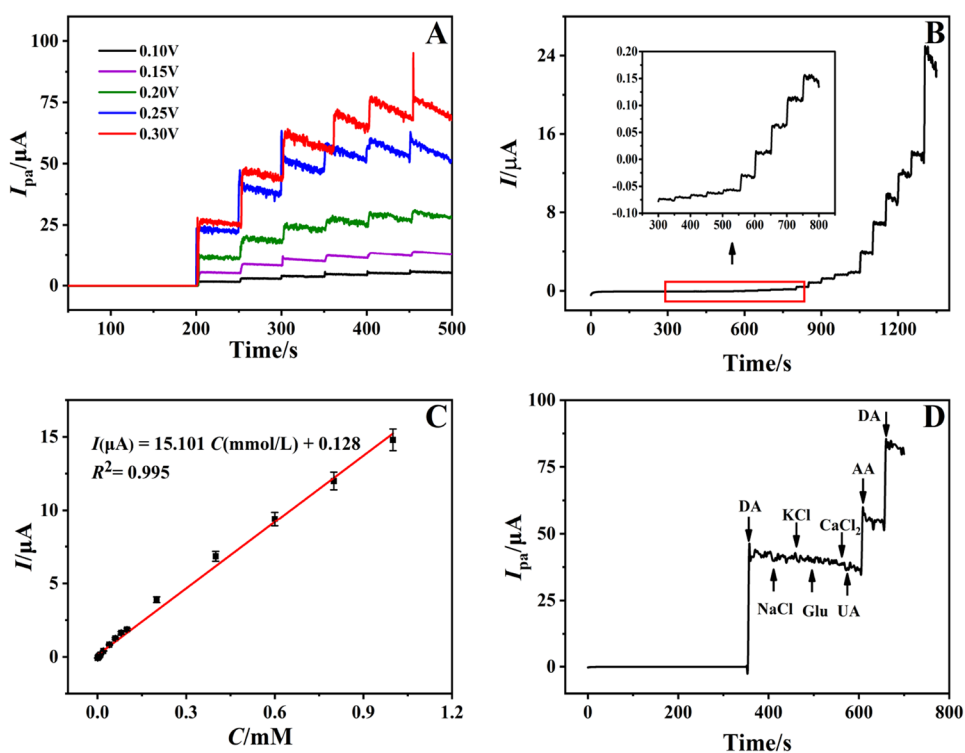 A
100
75
50
25
0
I_pa/μA
0.10V
0.15V
0.20V
0.25V
0.30V
100 200 300 400 500
Time/s
B
24
16
8
0
I/μA
0.20
0.15
0.10
0.05
0.00
-0.05
-0.10
300 400 500 600 700 800
0 300 600 900 1200
Time/s
C
15
10
5
0
I/μA
I(μA) = 15.101 C(mmol/L) + 0.128
R²= 0.995
0.0 0.3 0.6 0.9 1.2
C/mM
D
100
75
50
25
0
I_pa/μA
DA
AA
DA
KCl
CaCl₂
NaCl Glu UA
0 200 400 600 800
Time/s